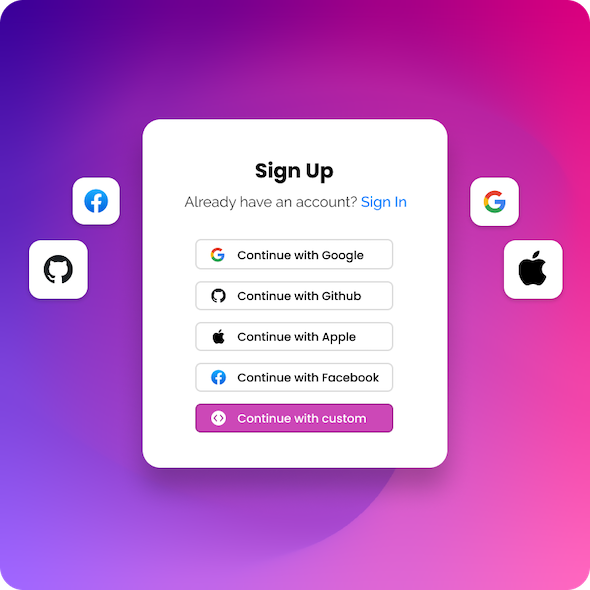 Sign Up
Already have an account? Sign In
Continue with Google
Continue with Github
Continue with Apple
Continue with Facebook
Continue with custom